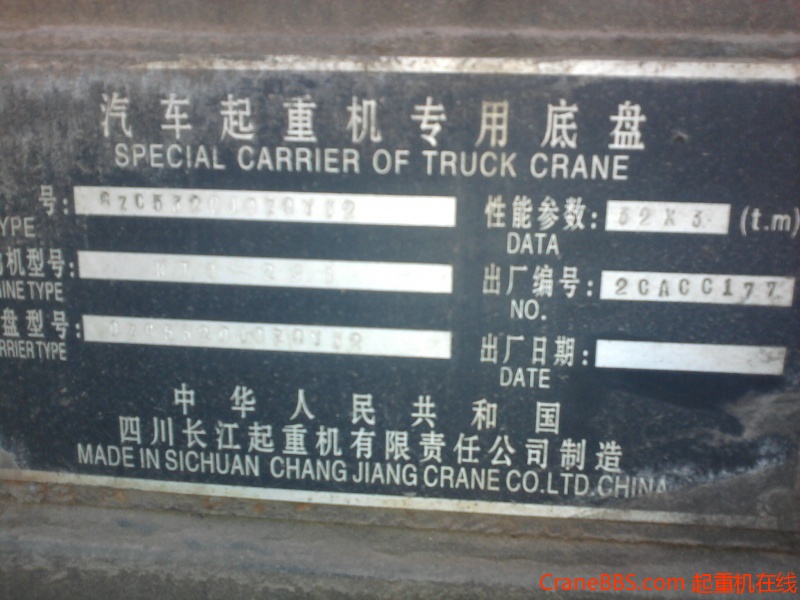 汽车起重机专用底盘
SPECIAL CARRIER OF TRUCK CRANE
号: 性能参数: 32X3 (t.m)
TYPE DATA
机型号: 出厂编号: 2CACC177
INE TYPE NO.
盘型号: 出厂日期:
RRIER TYPE DATE
中华人民共和国
四川长江起重机有限责任公司制造
MADE IN SICHUAN CHANG JIANG CRANE CO.LTD.CHINA
CraneBBS.com 起重机在线